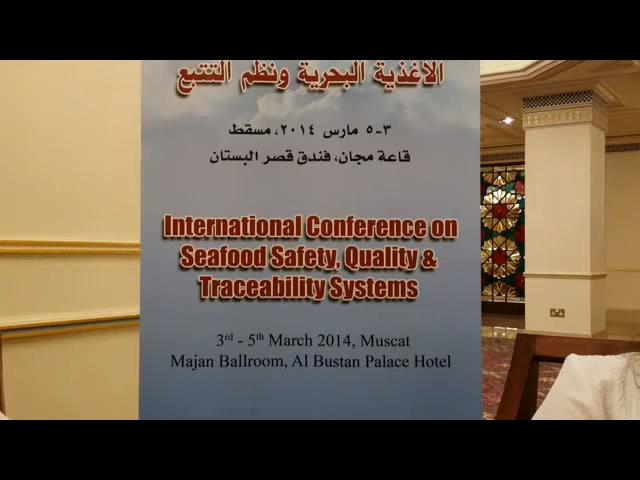 الأغذية البحرية ونظم التتبع
٣-٥ مارس ٢٠١٤، مسقط
قاعة مجان، فندق قصر البستان
International Conference on
Seafood Safety, Quality &
Traceability Systems
3rd - 5th March 2014, Muscat
Majan Ballroom, Al Bustan Palace Hotel